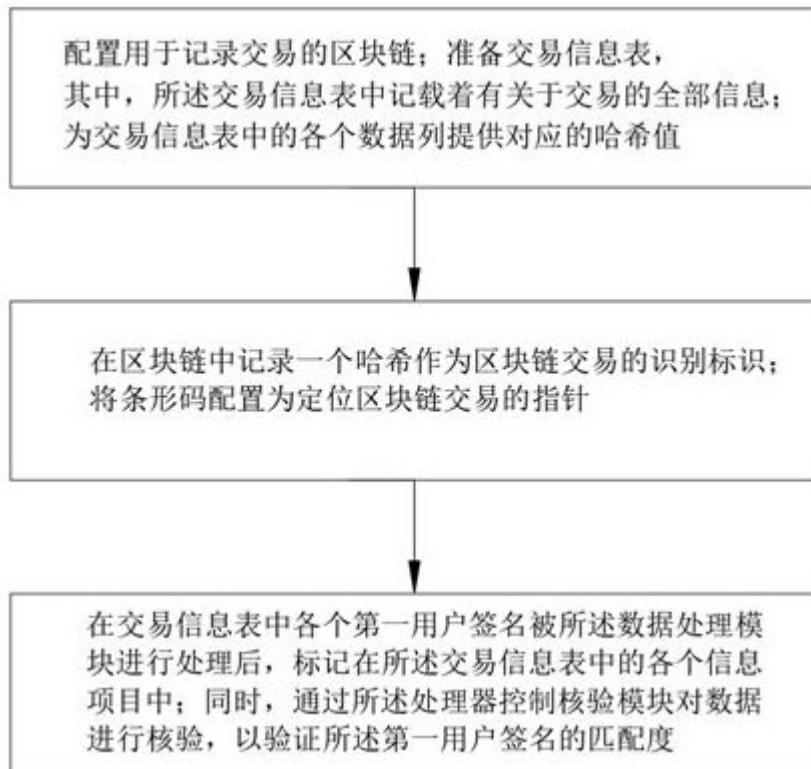 配置用于记录交易的区块链；准备交易信息表，
其中，所述交易信息表中记载着有关于交易的全部信息；
为交易信息表中的各个数据列提供对应的哈希值
在区块链中记录一个哈希作为区块链交易的识别标识；
将条形码配置为定位区块链交易的指针
在交易信息表中各个第一用户签名被所述数据处理模
块进行处理后，标记在所述交易信息表中的各个信息
项目中；同时，通过所述处理器控制核验模块对数据
进行核验，以验证所述第一用户签名的匹配度